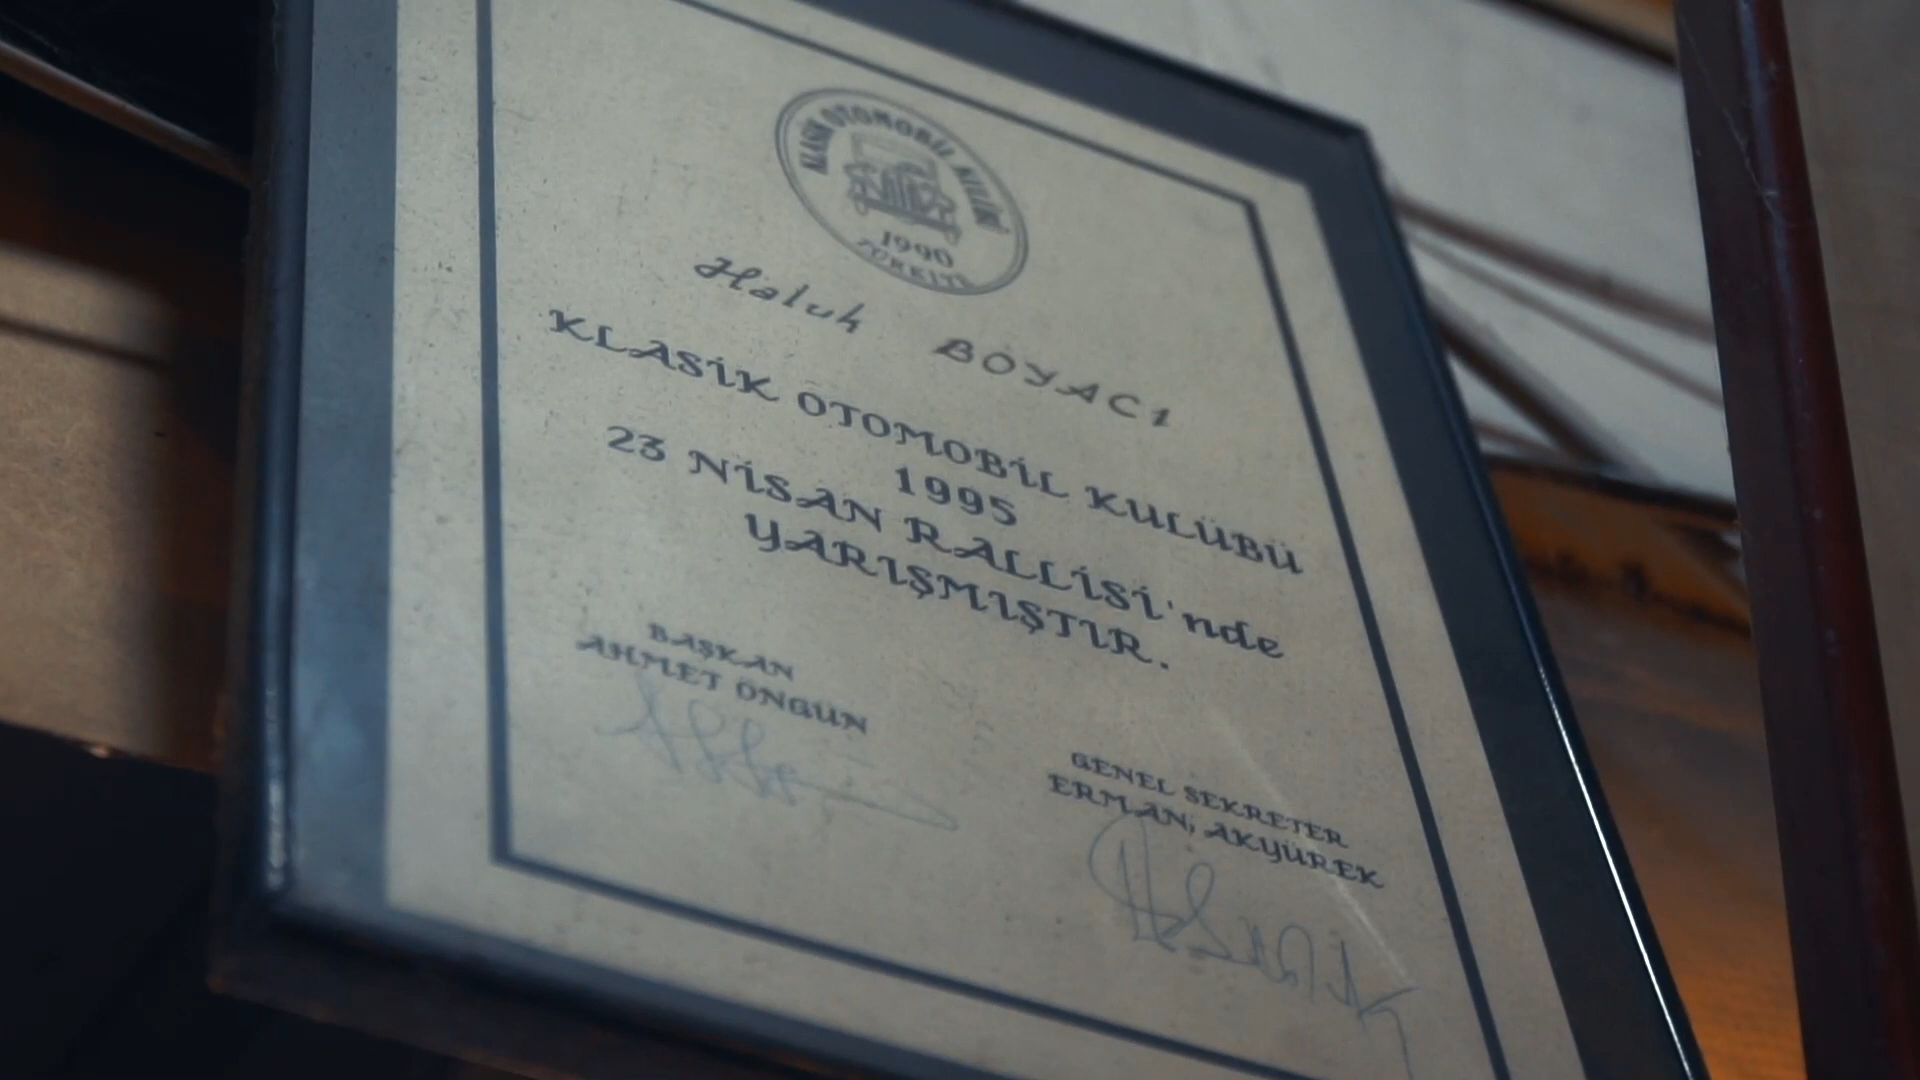 KLASİK OTOMOBİL KULÜBÜ
1990
TÜRKİYE
Haluk BOYACI
KLASİK OTOMOBİL KULÜBÜ
1995
23 NİSAN RALLİSİ'nde
YARIŞMIŞTIR.
BAŞKAN
AHMET ÖNGÜN
GENEL SEKRETER
ERMAN, AKYÜREK